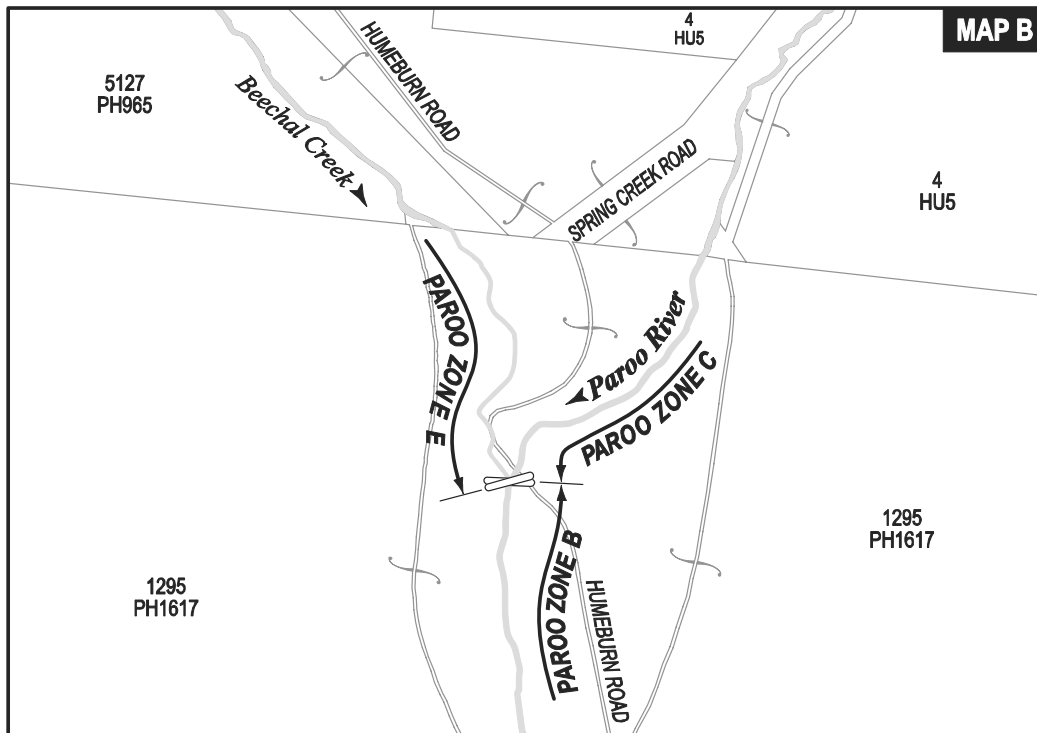 MAP B
4
HU5
HUMEBURN ROAD
5127
PH965
Beechal Creek
SPRING CREEK ROAD
4
HU5
PAROO ZONE E
Paroo River
PAROO ZONE C
1295
PH1617
PAROO ZONE B
HUMEBURN ROAD
1295
PH1617